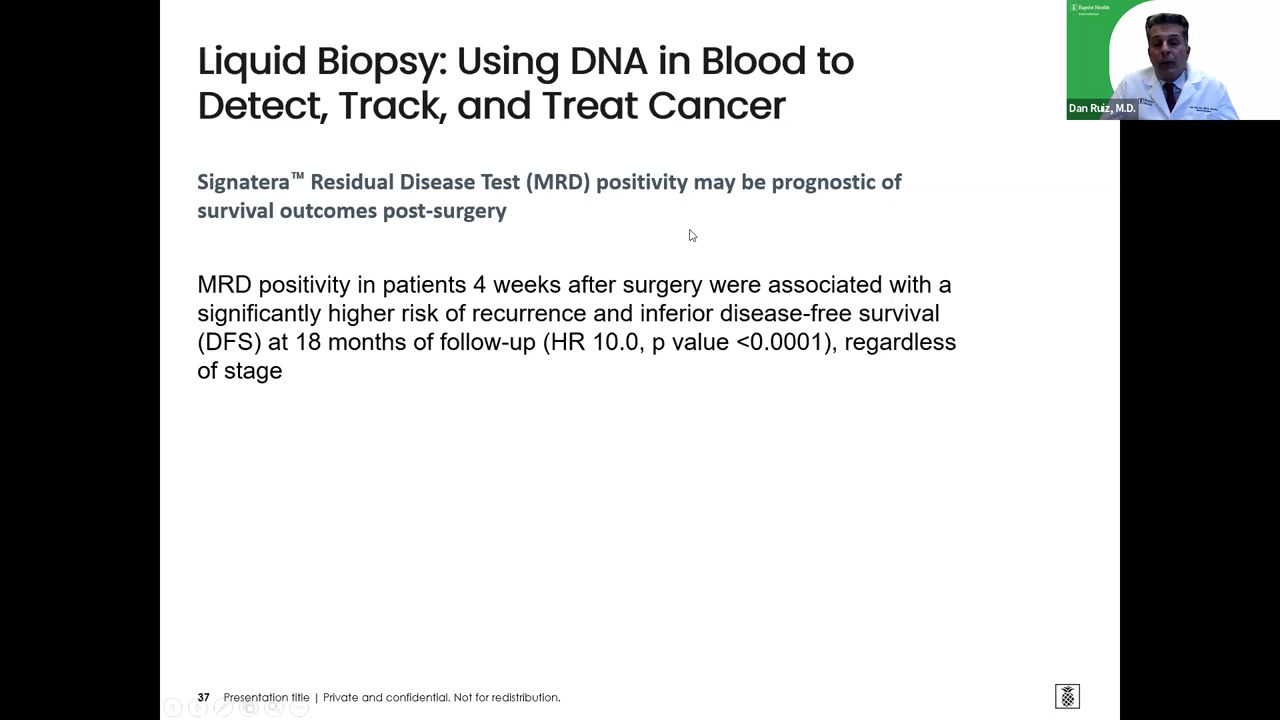 Liquid Biopsy: Using DNA in Blood to
Detect, Track, and Treat Cancer
Signatera™ Residual Disease Test (MRD) positivity may be prognostic of
survival outcomes post-surgery
MRD positivity in patients 4 weeks after surgery were associated with a
significantly higher risk of recurrence and inferior disease-free survival
(DFS) at 18 months of follow-up (HR 10.0, p value <0.0001), regardless
of stage
37 Presentation title | Private and confidential. Not for redistribution.
Baptist Health
Dan Ruiz, M.D.